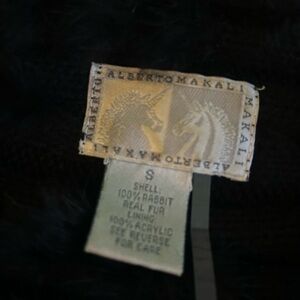 ALBERTO MAKALI
MAKALI
ALBERTO MAKALI
ALBERTO
S
SHELL:
100% RABBIT
REAL FUR
LINING:
100% ACRYLIC
SEE REVERSE
FOR CARE